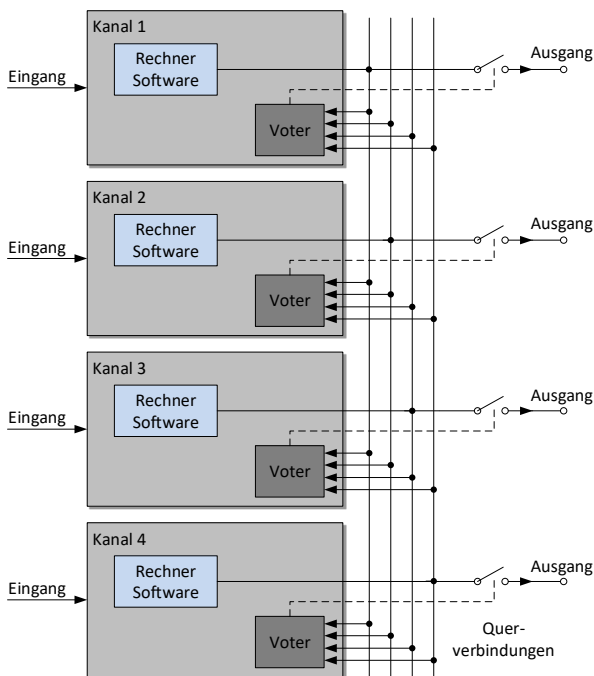 Kanal 1
Rechner
Software
Eingang
Voter
Ausgang
Kanal 2
Rechner
Software
Eingang
Voter
Ausgang
Kanal 3
Rechner
Software
Eingang
Voter
Ausgang
Kanal 4
Rechner
Software
Eingang
Voter
Ausgang
Quer-
verbindungen